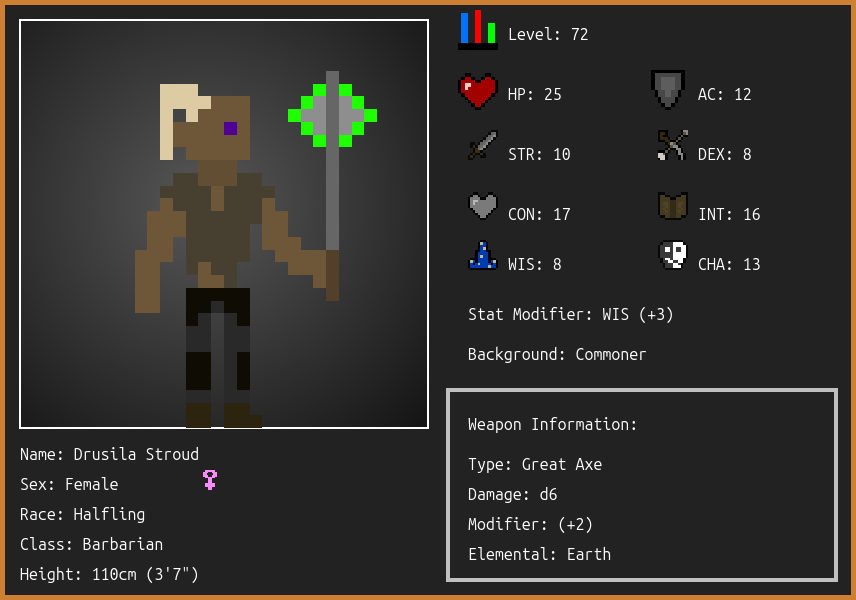 Level: 72
HP: 25
AC: 12
STR: 10
DEX: 8
CON: 17
INT: 16
WIS: 8
CHA: 13
Stat Modifier: WIS (+3)
Background: Commoner
Weapon Information:
Type: Great Axe
Damage: d6
Modifier: (+2)
Elemental: Earth
Name: Drusila Stroud
Sex: Female
Race: Halfling
Class: Barbarian
Height: 110cm (3'7")